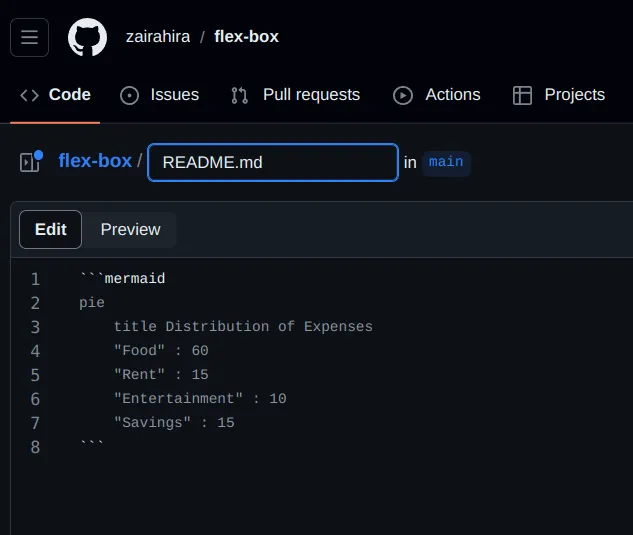 zairahira / flex-box
Code Issues Pull requests Actions Projects
flex-box / README.md in main
Edit Preview
1 ```mermaid
2 pie
3     title Distribution of Expenses
4     "Food" : 60
5     "Rent" : 15
6     "Entertainment" : 10
7     "Savings" : 15
8 ```